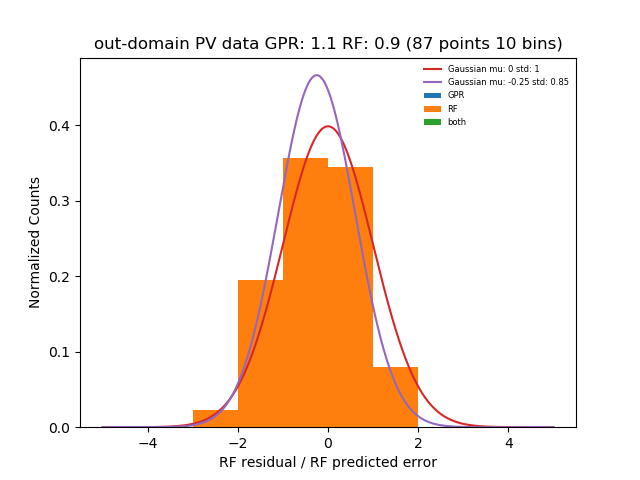 out-domain PV data GPR: 1.1 RF: 0.9 (87 points 10 bins)
Gaussian mu: 0 std: 1
Gaussian mu: -0.25 std: 0.85
GPR
RF
both
Normalized Counts
0.4
0.3
0.2
0.1
0.0
−4 −2 0 2 4
RF residual / RF predicted error